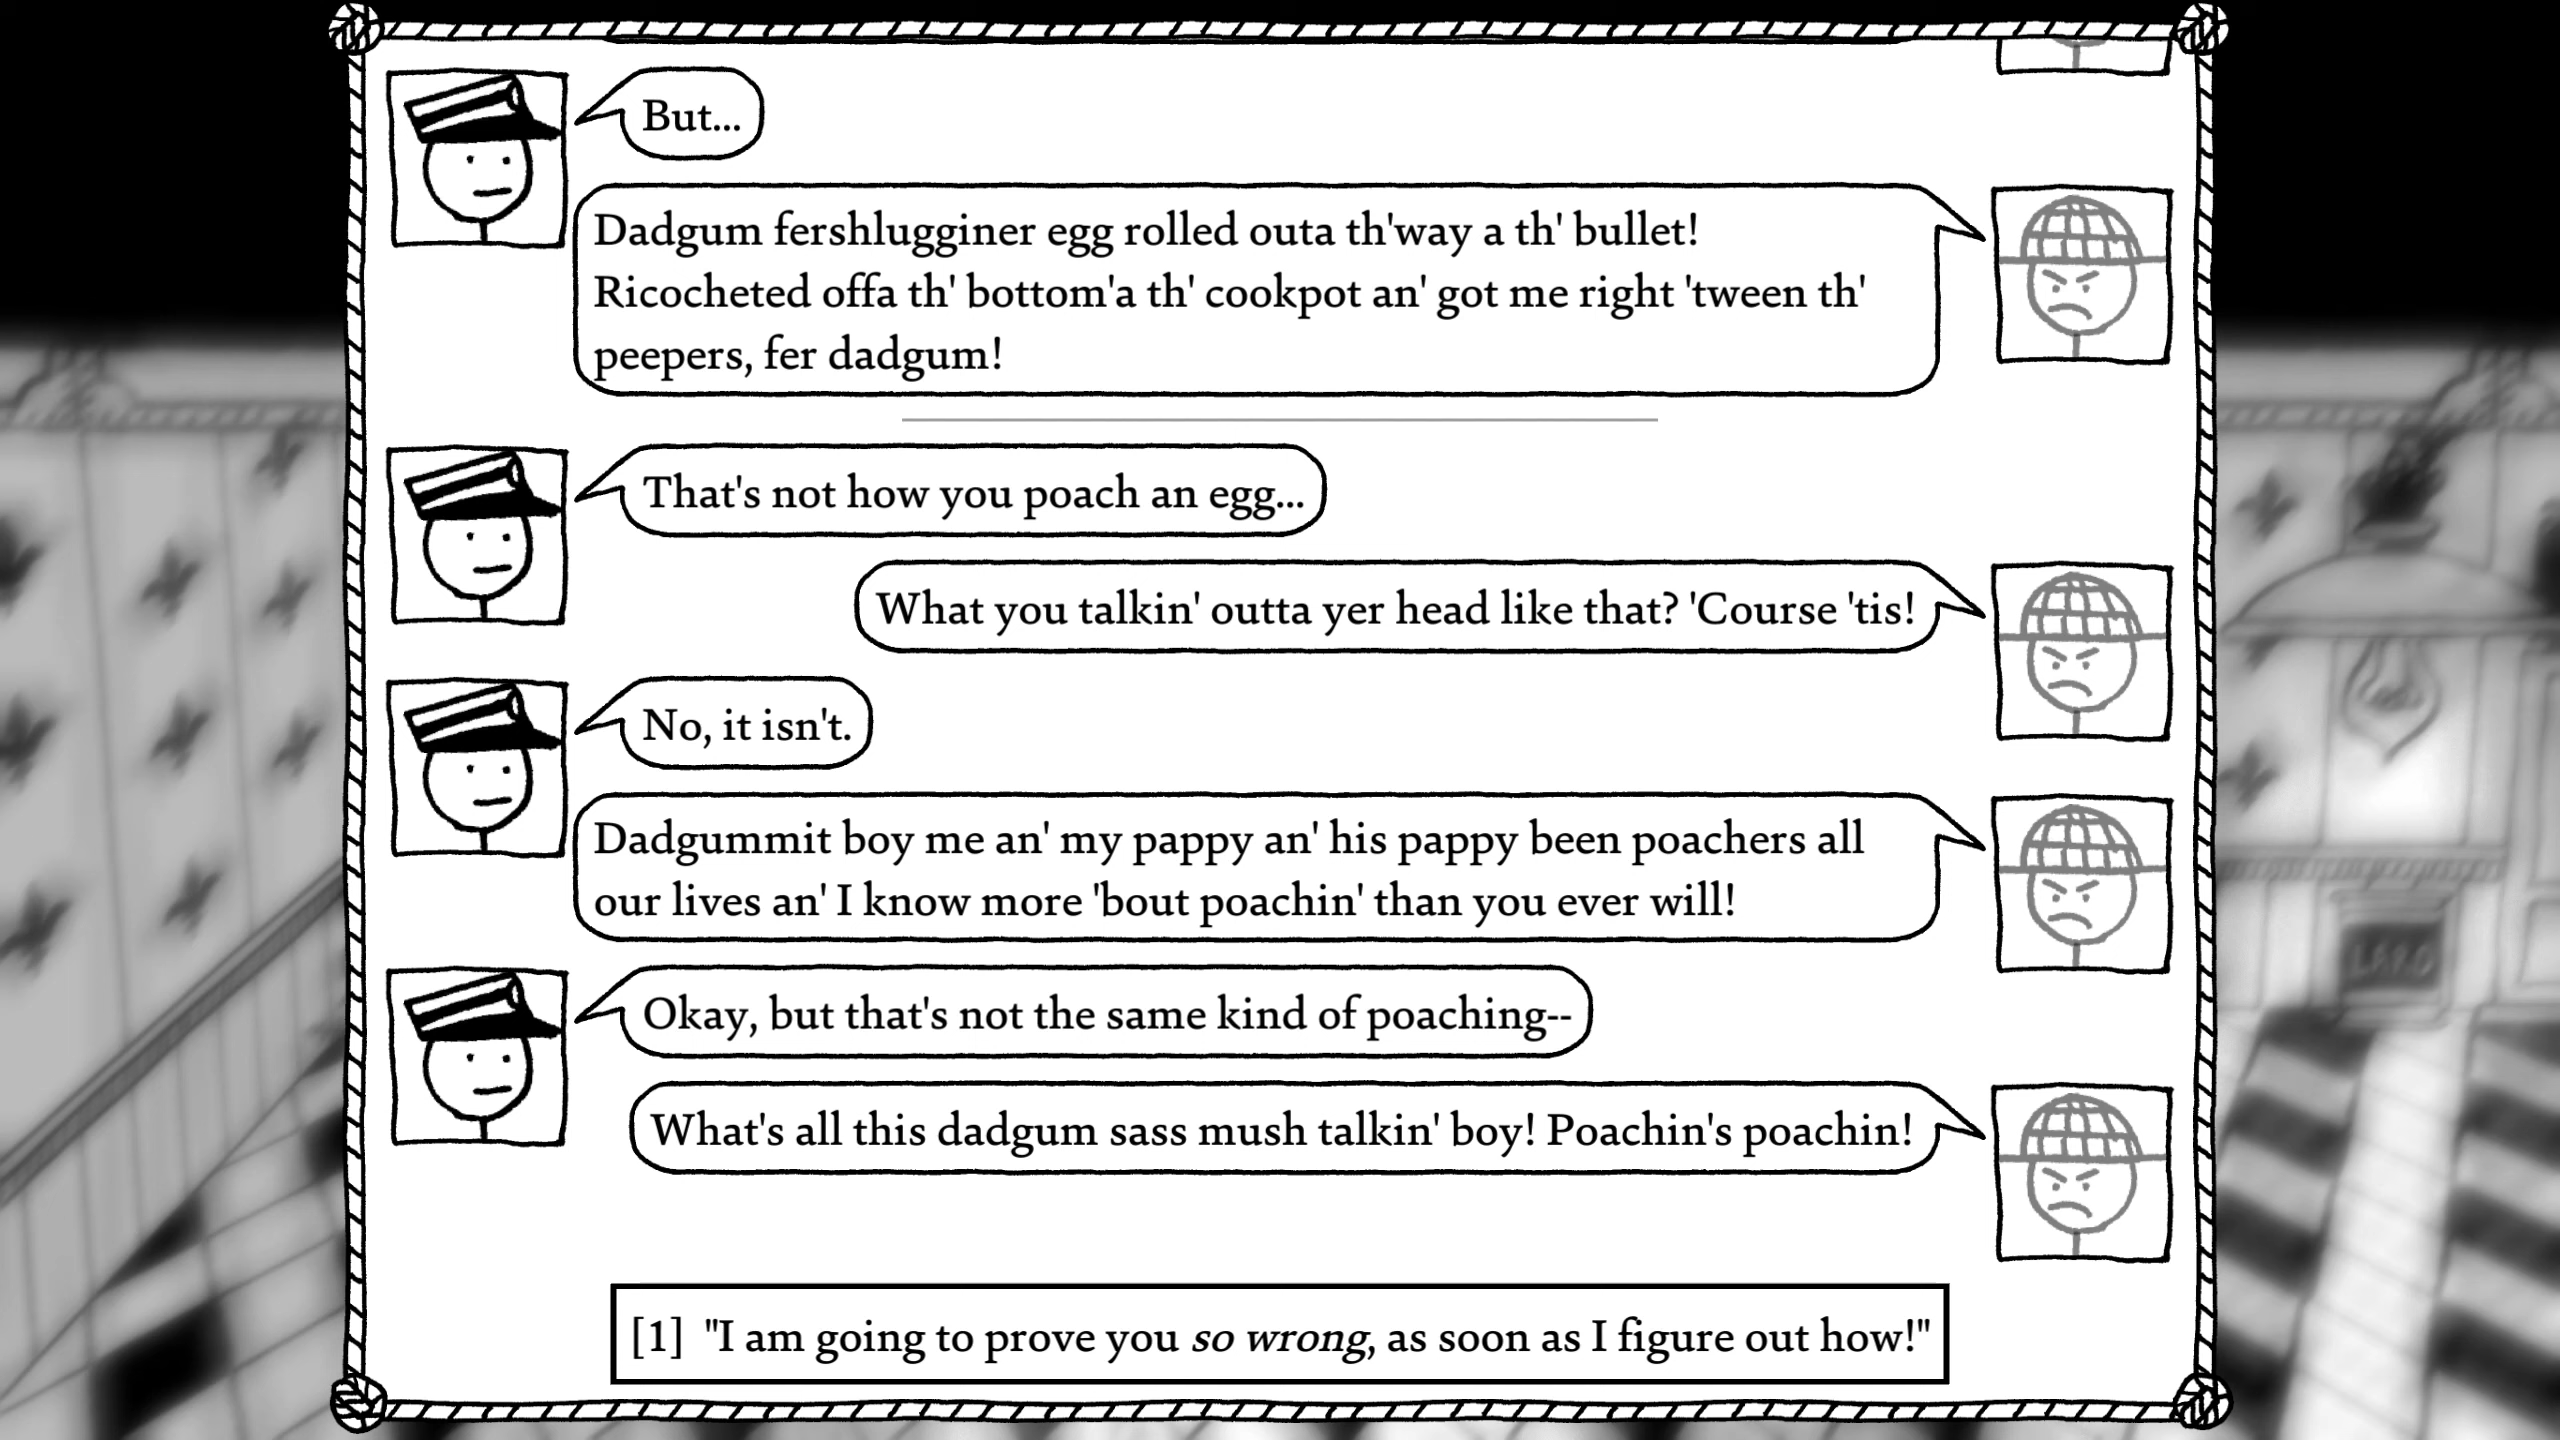 But...
Dadgum fershlugginer egg rolled outa th'way a th' bullet!
Ricocheted offa th' bottom'a th' cookpot an' got me right 'tween th'
peepers, fer dadgum!
That's not how you poach an egg...
What you talkin' outta yer head like that? 'Course 'tis!
No, it isn't.
Dadgummit boy me an' my pappy an' his pappy been poachers all
our lives an' I know more 'bout poachin' than you ever will!
Okay, but that's not the same kind of poaching--
What's all this dadgum sass mush talkin' boy! Poachin's poachin!
[1] "I am going to prove you so wrong, as soon as I figure out how!"